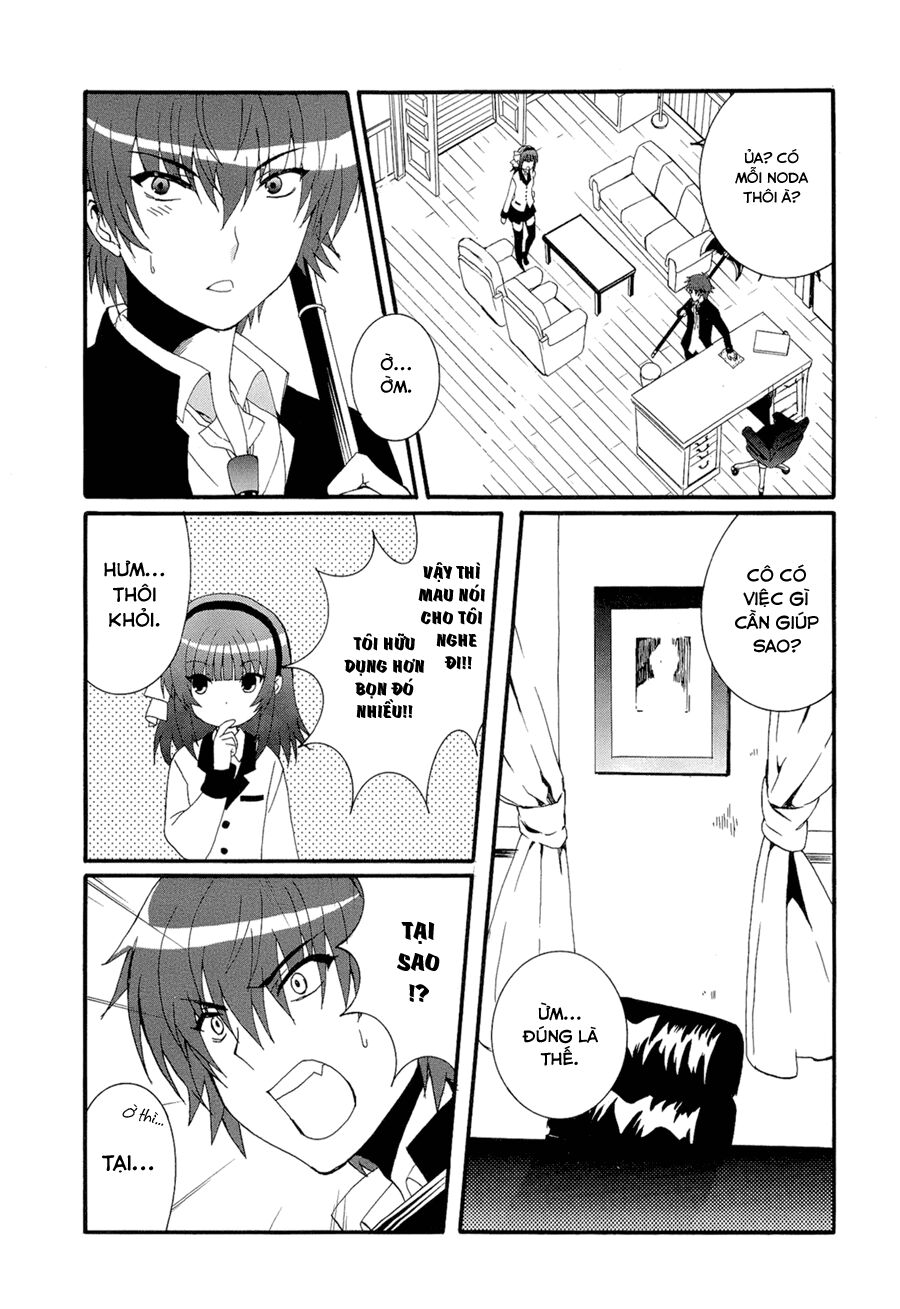 ỦA? CÓ
MỖI NODA
THÔI À?
Ờ...
ỜM.
CÔ CÓ
VIỆC GÌ
CẦN GIÚP
SAO?
ỪM...
ĐÚNG LÀ
THẾ.
VẬY THÌ
MAU NÓI
CHO TÔI
NGHE
ĐI!!
TÔI HỮU
DỤNG HƠN
BỌN ĐÓ
NHIỀU!!
HƯM...
THÔI
KHỎI.
TẠI
SAO
!?
Ờ thì...
TẠI...